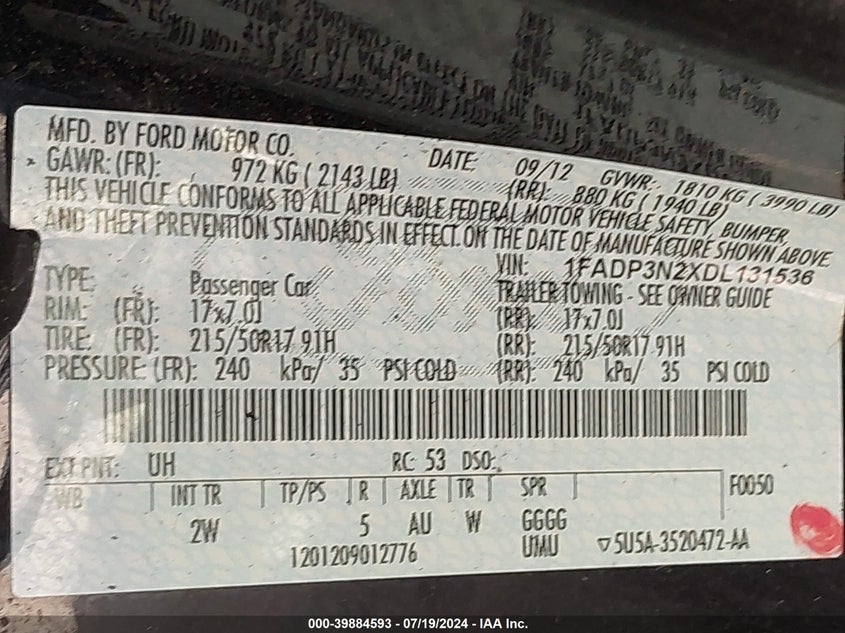 MFD. BY FORD MOTOR CO.
DATE: 09/12 GVWR: 1810 KG ( 3990 LB)
GAWR: (FR): 972 KG ( 2143 LB) (RR): 880 KG ( 1940 LB)
THIS VEHICLE CONFORMS TO ALL APPLICABLE FEDERAL MOTOR VEHICLE SAFETY, BUMPER,
AND THEFT PREVENTION STANDARDS IN EFFECT ON THE DATE OF MANUFACTURE SHOWN ABOVE
VIN: 1FADP3N2XDL131536
TYPE: Passenger Car TRAILER TOWING - SEE OWNER GUIDE
RIM: (FR): 17x7.0J (RR): 17x7.0J
TIRE: (FR): 215/50R17 91H (RR): 215/50R17 91H
PRESSURE: (FR): 240 kPa/ 35 PSI COLD (RR): 240 kPa/ 35 PSI COLD
EXT PNT: UH RC: 53 DSO:
WB INT TR TP/PS R AXLE TR SPR F0050
2W 5 AU W GGGG
1201209012776 UMU ▽5U5A-3520472-AA
000-39884593 - 07/19/2024 - IAA Inc.